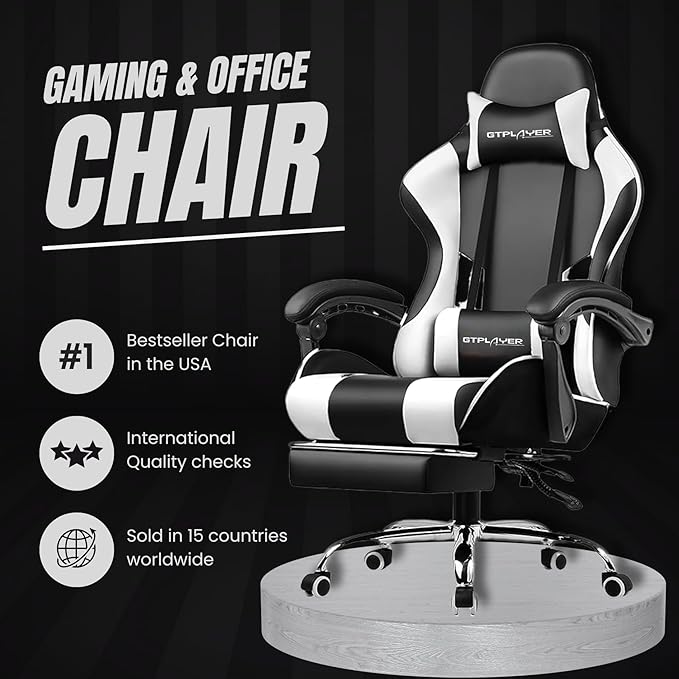 GAMING & OFFICE
CHAIR
#1
Bestseller Chair
in the USA
International
Quality checks
Sold in 15 countries
worldwide
GTPLAYER
GTPLAYER